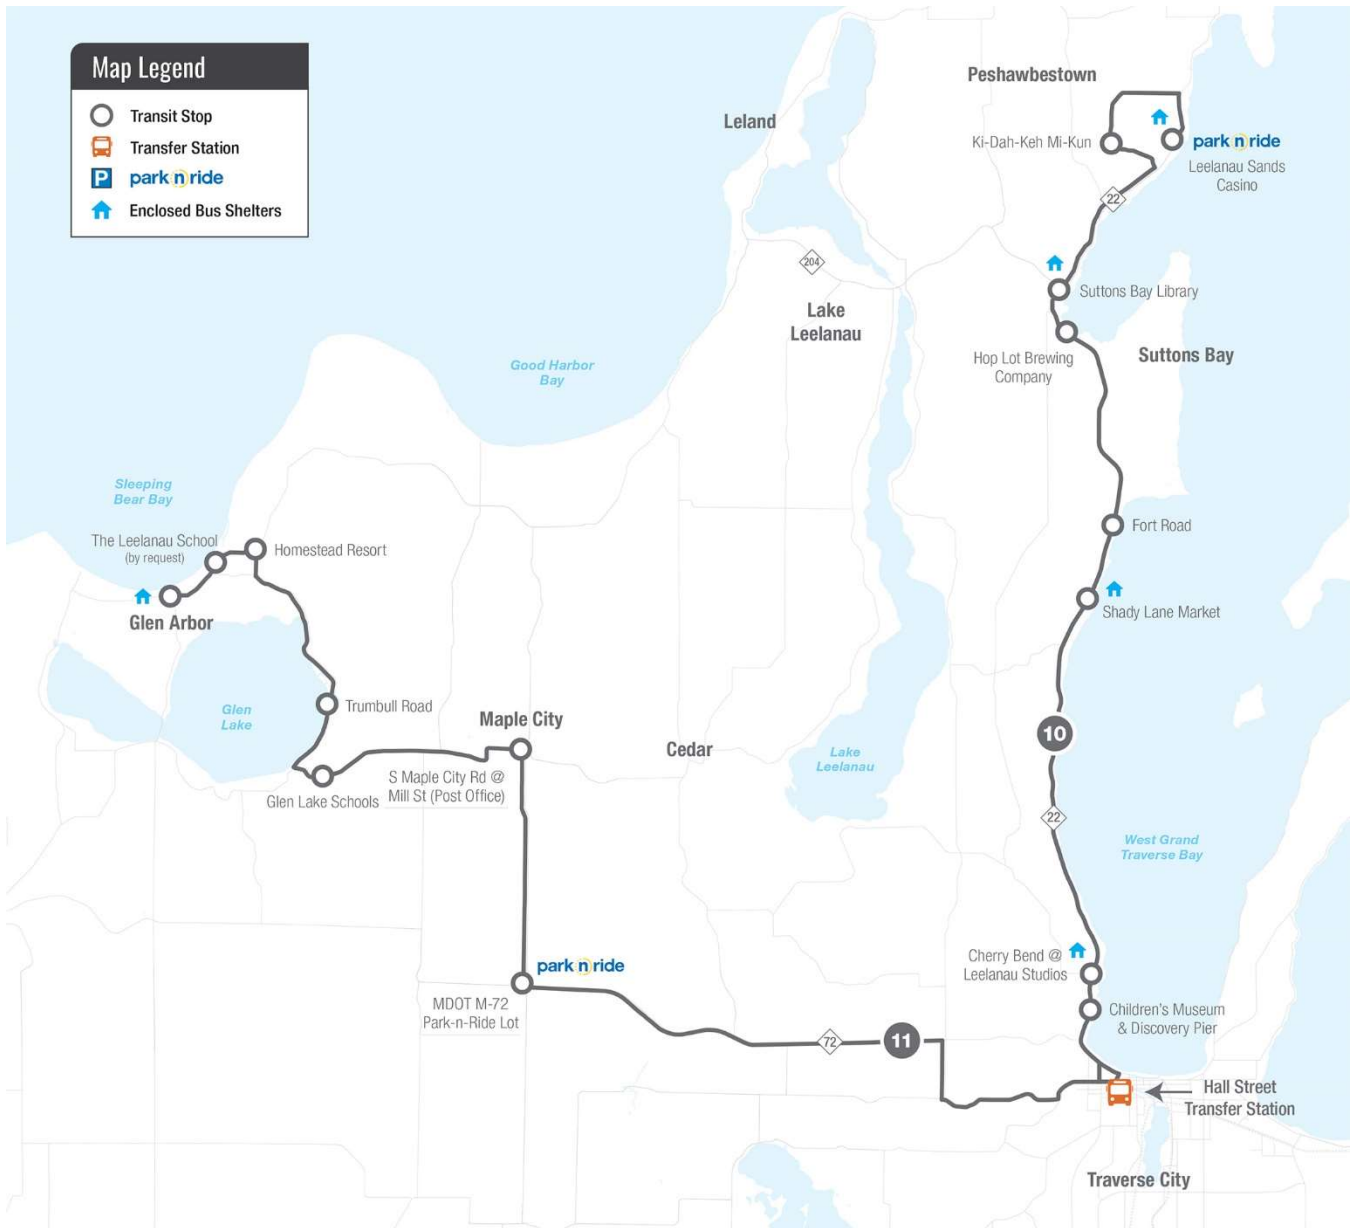 Map Legend
Transit Stop
Transfer Station
P park n ride
Enclosed Bus Shelters
Peshawbestown
Leland
Ki-Dah-Keh Mi-Kun
park n ride
Leelanau Sands
Casino
22
204
Suttons Bay Library
Lake
Leelanau
Hop Lot Brewing
Company
Suttons Bay
Good Harbor
Bay
Sleeping
Bear Bay
The Leelanau School
(by request)
Homestead Resort
Fort Road
Glen Arbor
Shady Lane Market
Glen
Lake
Trumbull Road
Maple City
Cedar
10
Lake
Leelanau
S Maple City Rd @
Mill St (Post Office)
Glen Lake Schools
22
West Grand
Traverse Bay
Cherry Bend @
Leelanau Studios
park n ride
MDOT M-72
Park-n-Ride Lot
Children's Museum
& Discovery Pier
72
11
Hall Street
Transfer Station
Traverse City